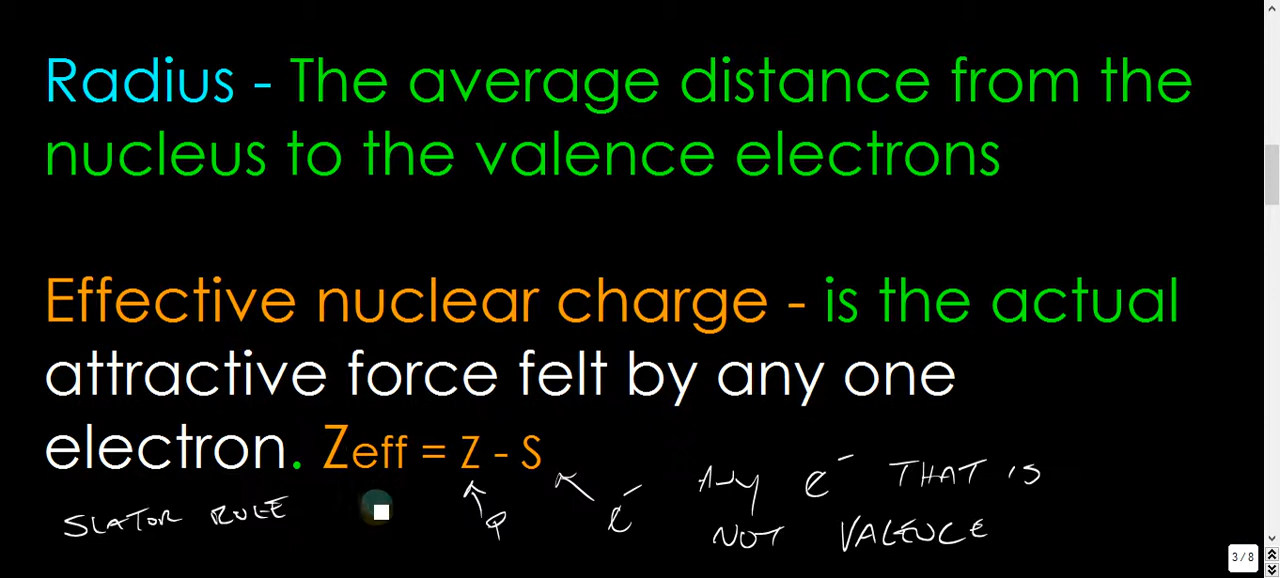 Radius - The average distance from the
nucleus to the valence electrons
Effective nuclear charge - is the actual
attractive force felt by any one
electron. Zeff = Z - S
SLATOR RULE
P
e⁻
Any e⁻ THAT IS
NOT VALENCE
3/8